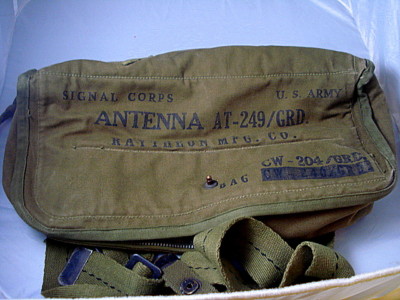 SIGNAL CORPS U. S. ARMY
ANTENNA AT-249/GRD.
RAYTHEON MFG. CO.
BAG CW-204/GRD.